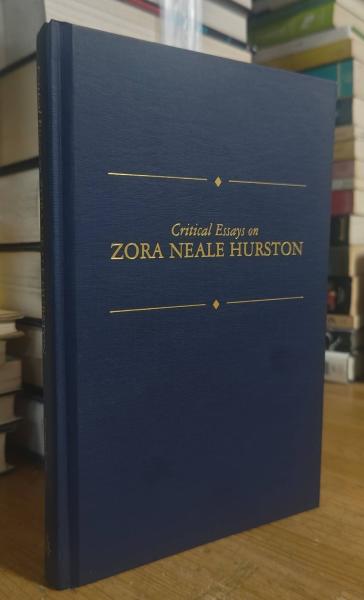 Critical Essays on
ZORA NEALE HURSTON